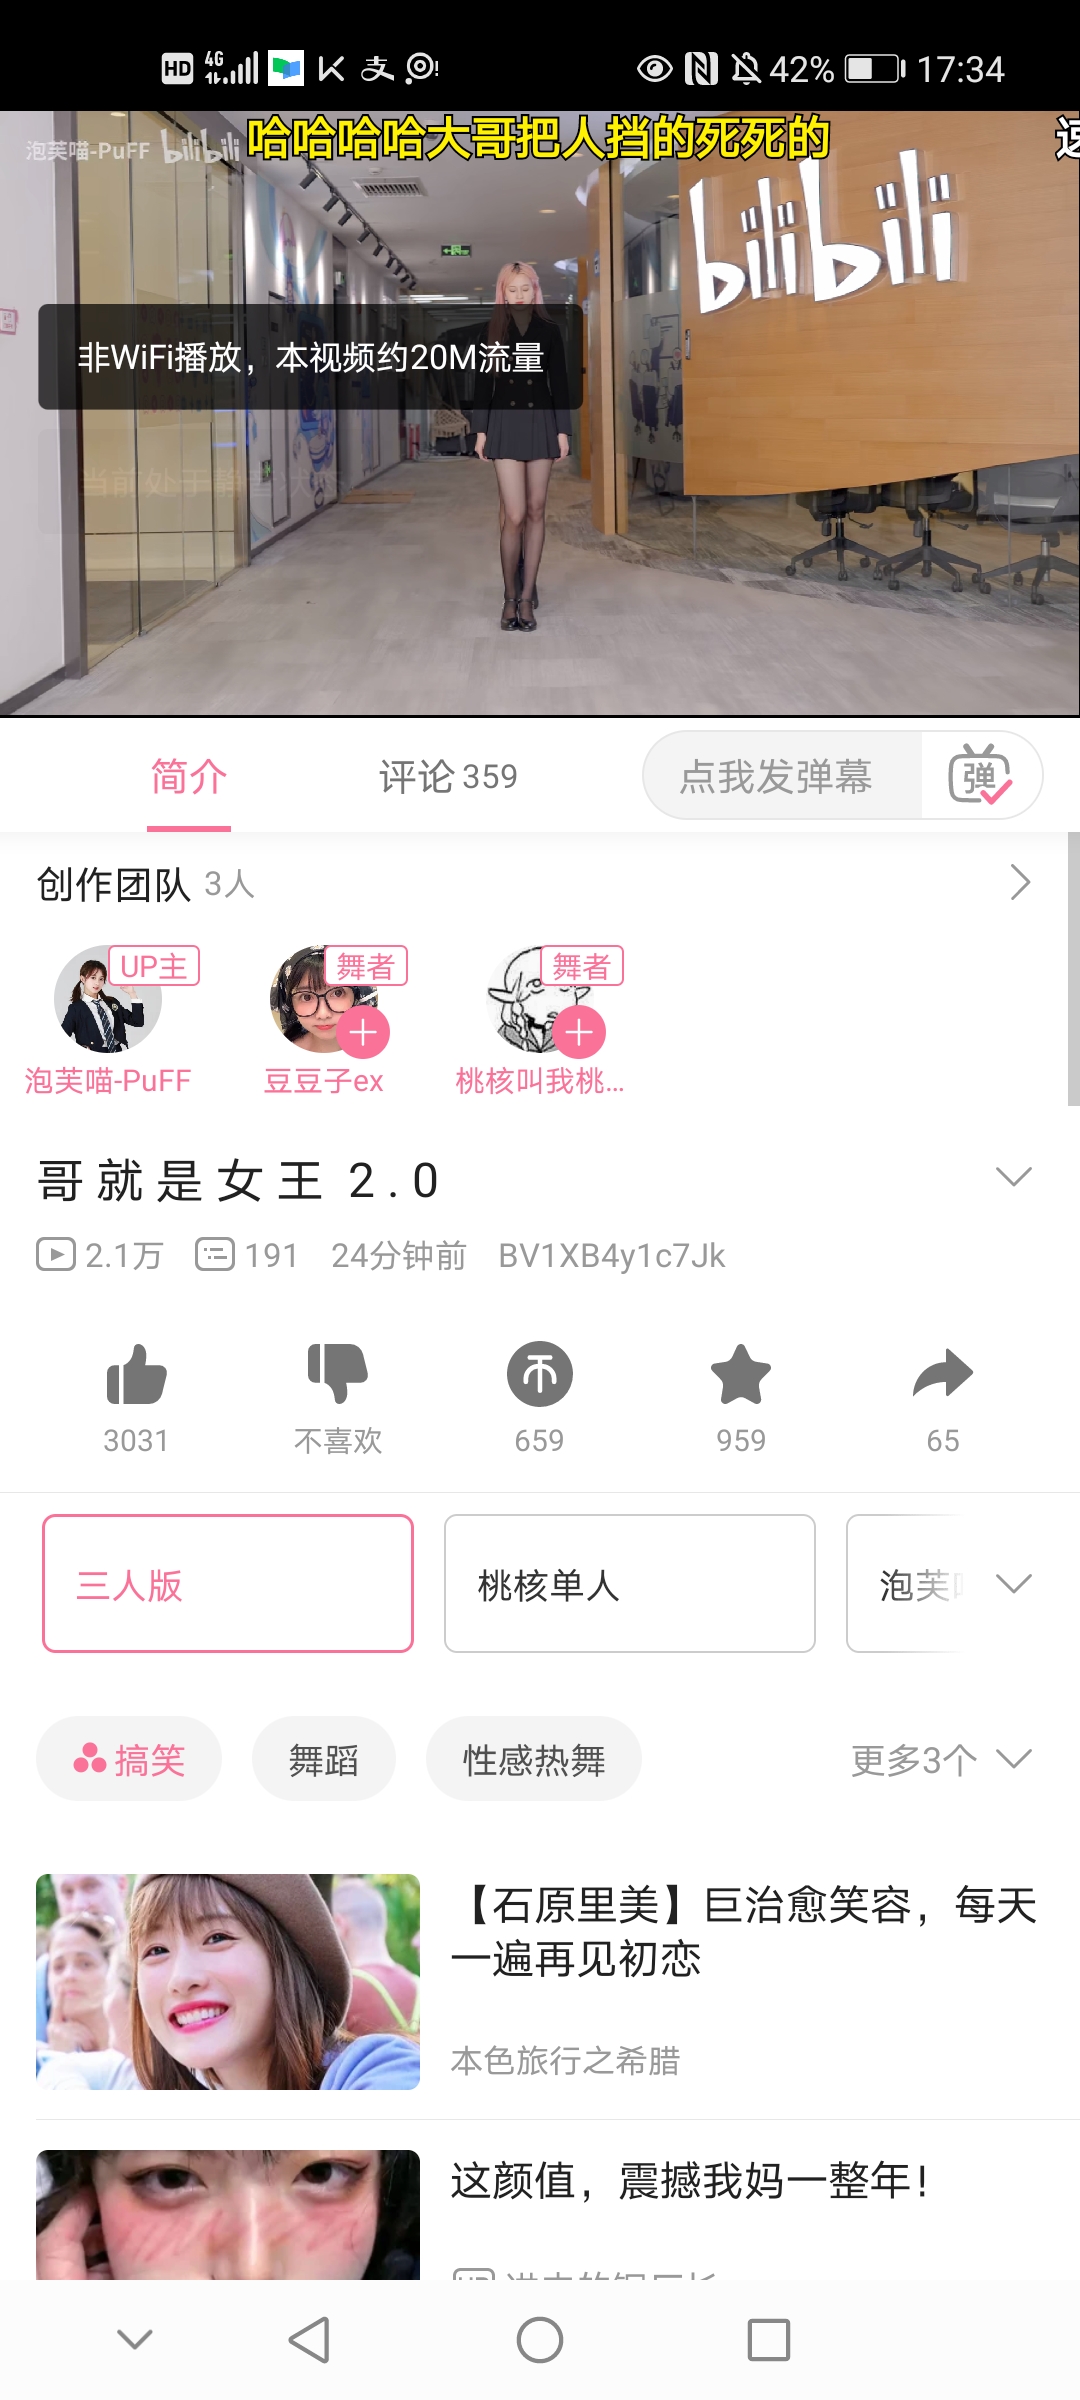 HD 4G 42% 17:34
泡芙喵-PuFF bilibili
哈哈哈哈大哥把人挡的死死的
bilibili
非WiFi播放，本视频约20M流量
当前处于静音状态
简介
评论 359
点我发弹幕
弹
创作团队 3人
UP主
舞者
舞者
泡芙喵-PuFF
豆豆子ex
桃核叫我桃...
哥 就 是 女 王 2 . 0
2.1万 191 24分钟前 BV1XB4y1c7Jk
3031
不喜欢
659
959
65
三人版
桃核单人
泡芙
搞笑
舞蹈
性感热舞
更多3个
【石原里美】巨治愈笑容，每天
一遍再见初恋
本色旅行之希腊
这颜值，震撼我妈一整年！